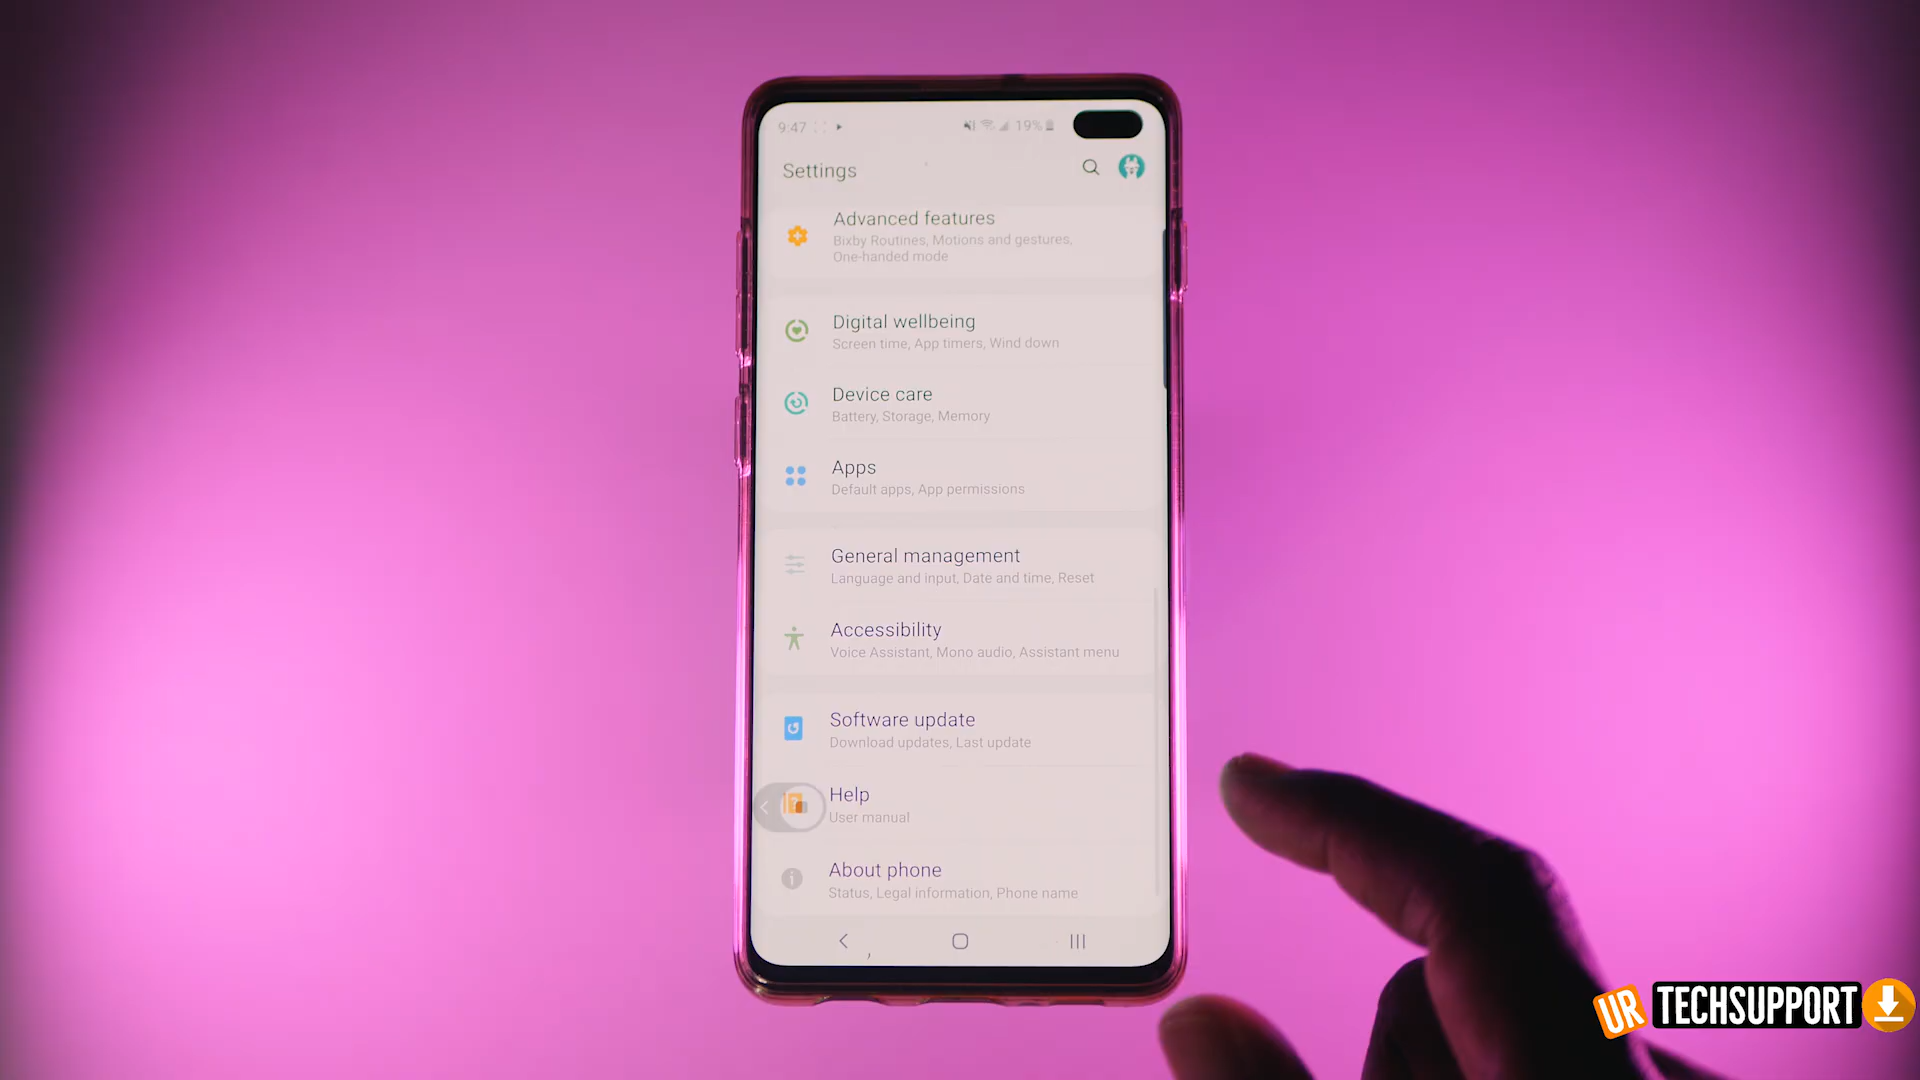 9:47
19%
Settings
Advanced features
Bixby Routines, Motions and gestures,
One-handed mode
Digital wellbeing
Screen time, App timers, Wind down
Device care
Battery, Storage, Memory
Apps
Default apps, App permissions
General management
Language and input, Date and time, Reset
Accessibility
Voice Assistant, Mono audio, Assistant menu
Software update
Download updates, Last update
Help
User manual
About phone
Status, Legal information, Phone name
UR TECHSUPPORT